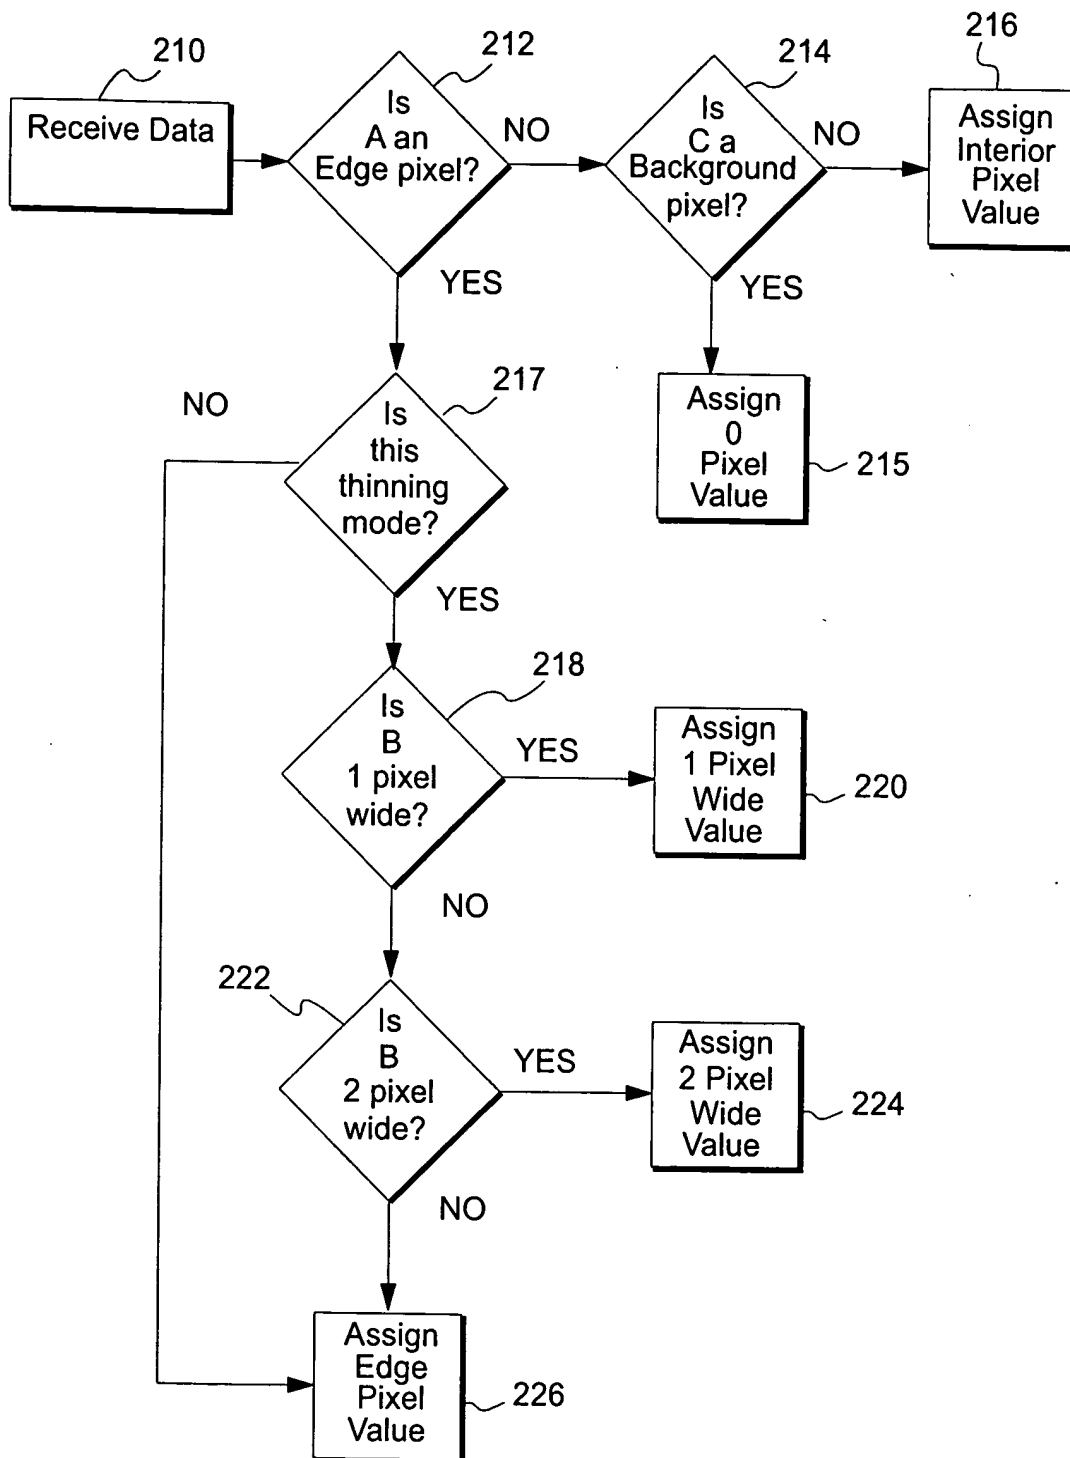 210
Receive Data
212
Is
A an
Edge pixel?
NO
YES
214
Is
C a
Background
pixel?
NO
YES
216
Assign
Interior
Pixel
Value
Assign
0
Pixel
Value
215
217
Is
this
thinning
mode?
NO
YES
218
Is
B
1 pixel
wide?
YES
NO
Assign
1 Pixel
Wide
Value
220
222
Is
B
2 pixel
wide?
YES
NO
Assign
2 Pixel
Wide
Value
224
Assign
Edge
Pixel
Value
226